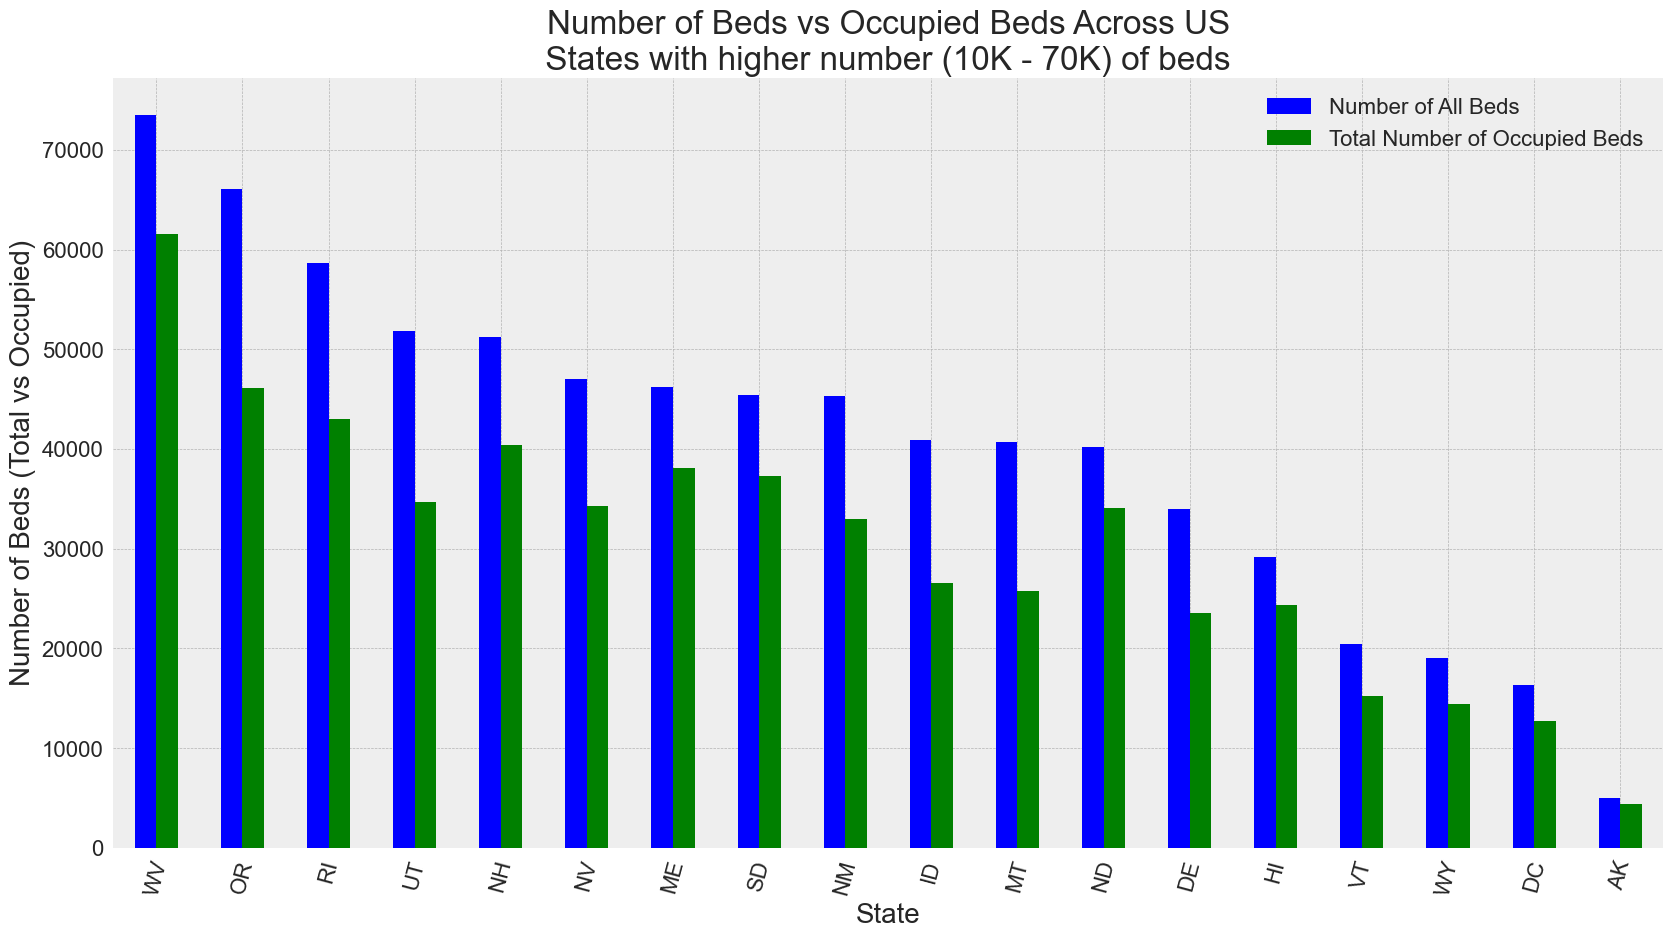 Number of Beds vs Occupied Beds Across US
States with higher number (10K - 70K) of beds
Number of All Beds
Total Number of Occupied Beds
Number of Beds (Total vs Occupied)
70000
60000
50000
40000
30000
20000
10000
0
WV OR RI UT NH NV ME SD NM ID MT ND DE HI VT WY DC AK
State